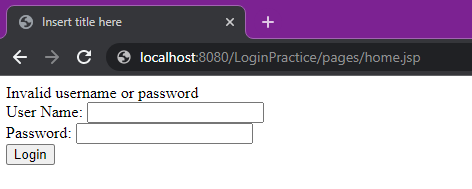 Insert title here
localhost:8080/LoginPractice/pages/home.jsp
Invalid username or password
User Name:
Password:
Login